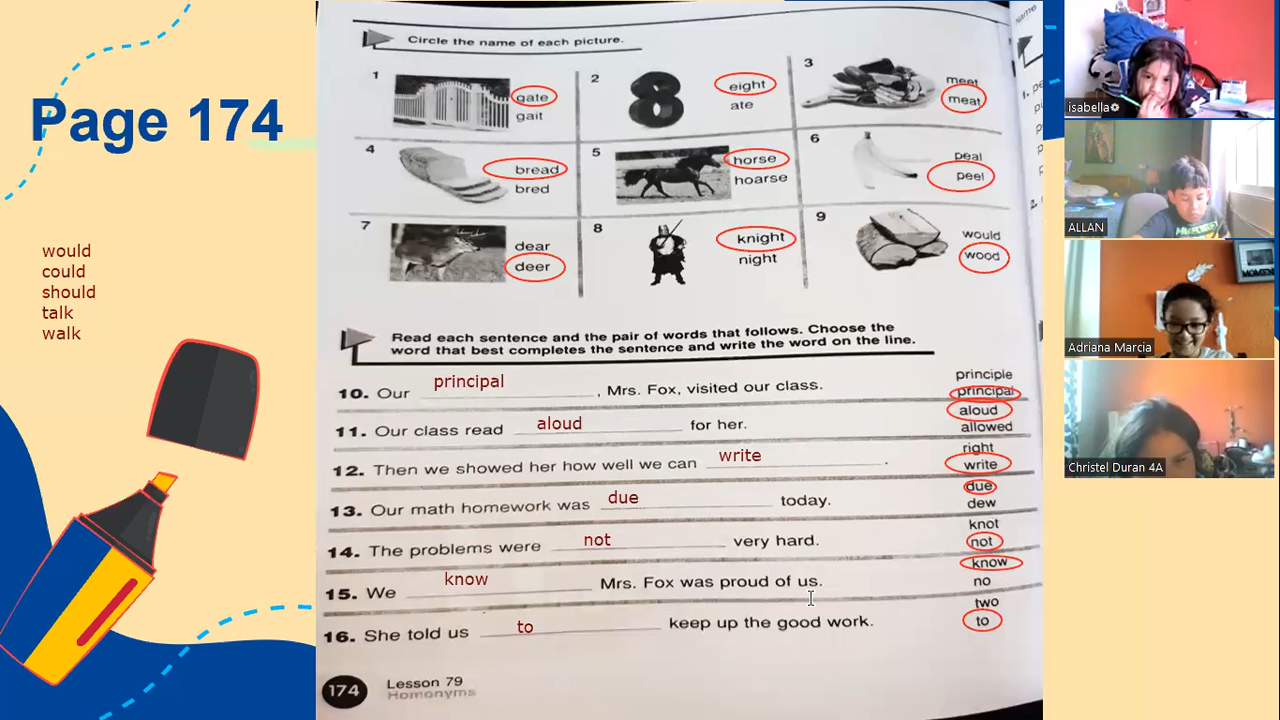 Page 174
would
could
should
talk
walk
Circle the name of each picture.
1
gate
gait
2
eight
ate
3
meet
meat
4
bread
bred
5
horse
hoarse
6
peal
peel
7
dear
deer
8
knight
night
9
would
wood
Read each sentence and the pair of words that follows. Choose the
word that best completes the sentence and write the word on the line.
10. Our principal, Mrs. Fox, visited our class.
principle
principal
11. Our class read aloud for her.
aloud
allowed
12. Then we showed her how well we can write.
right
write
13. Our math homework was due today.
due
dew
14. The problems were not very hard.
knot
not
15. We know Mrs. Fox was proud of us.
know
no
16. She told us to keep up the good work.
two
to
174
Lesson 79
Homonyms
isabella
ALLAN
Adriana Marcia
Christel Duran 4A